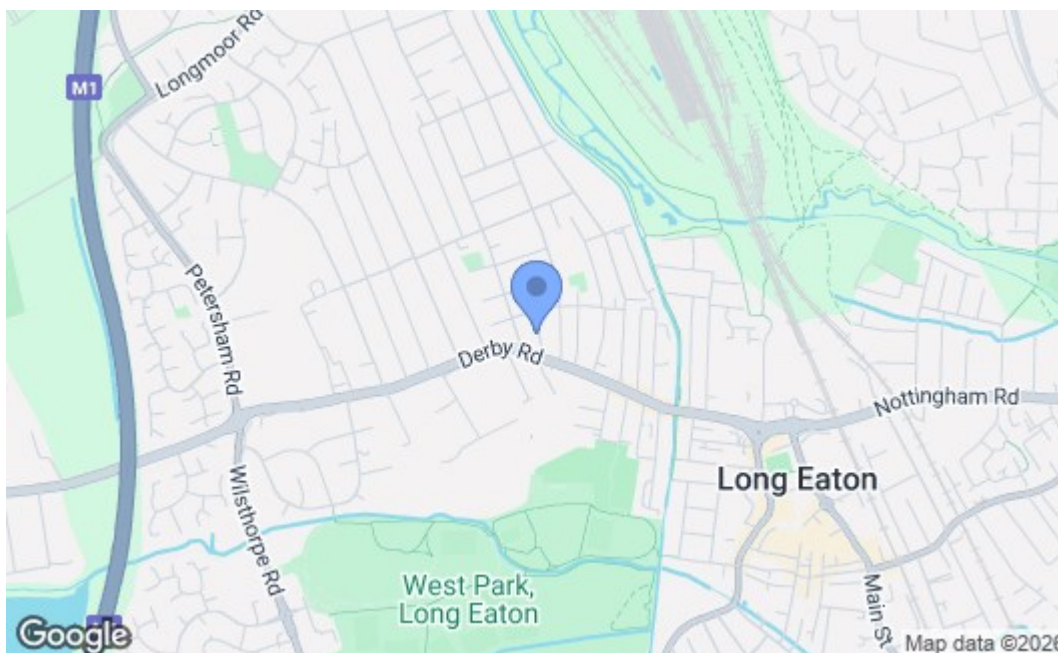 Longmoor Rd
M1
Petersham Rd
Derby Rd
Nottingham Rd
Long Eaton
Wilsthorpe Rd
West Park,
Long Eaton
Main St
Google
Map data ©2026